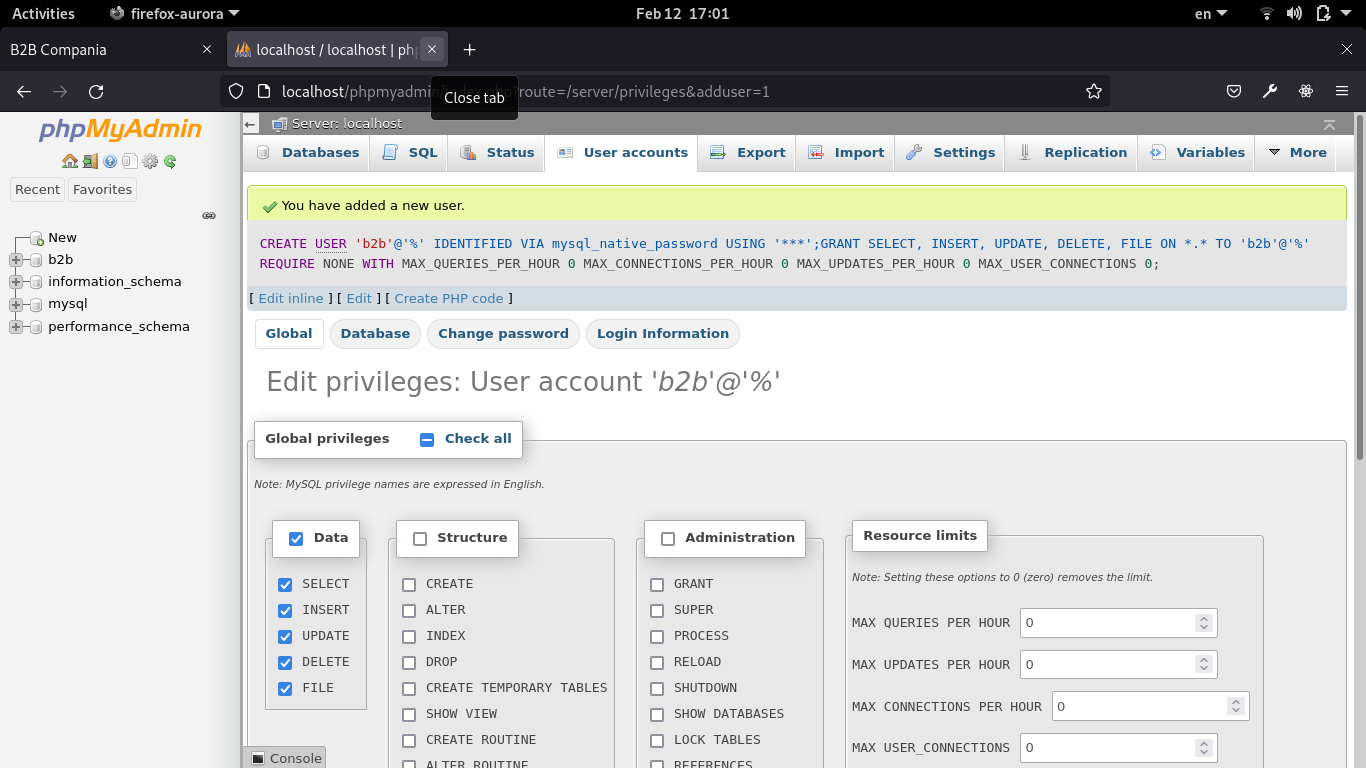 Activities
firefox-aurora
Feb 12 17:01
en
B2B Compania
localhost / localhost | php
localhost/phpmyadmin/index.php?route=/server/privileges&adduser=1
Close tab
phpMyAdmin
Recent
Favorites
New
b2b
information_schema
mysql
performance_schema
Server: localhost
Databases
SQL
Status
User accounts
Export
Import
Settings
Replication
Variables
More
You have added a new user.
CREATE USER 'b2b'@'%' IDENTIFIED VIA mysql_native_password USING '***';GRANT SELECT, INSERT, UPDATE, DELETE, FILE ON *.* TO 'b2b'@'%'
REQUIRE NONE WITH MAX_QUERIES_PER_HOUR 0 MAX_CONNECTIONS_PER_HOUR 0 MAX_UPDATES_PER_HOUR 0 MAX_USER_CONNECTIONS 0;
[ Edit inline ] [ Edit ] [ Create PHP code ]
Global
Database
Change password
Login Information
Edit privileges: User account 'b2b'@'%'
Global privileges
Check all
Note: MySQL privilege names are expressed in English.
Data
SELECT
INSERT
UPDATE
DELETE
FILE
Structure
CREATE
ALTER
INDEX
DROP
CREATE TEMPORARY TABLES
SHOW VIEW
CREATE ROUTINE
ALTER ROUTINE
Administration
GRANT
SUPER
PROCESS
RELOAD
SHUTDOWN
SHOW DATABASES
LOCK TABLES
REFERENCES
Resource limits
Note: Setting these options to 0 (zero) removes the limit.
MAX QUERIES PER HOUR 0
MAX UPDATES PER HOUR 0
MAX CONNECTIONS PER HOUR 0
MAX USER_CONNECTIONS 0
Console